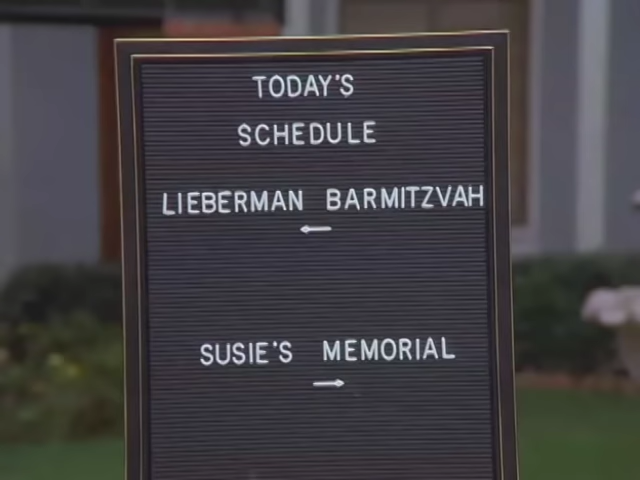 TODAY'S
SCHEDULE
LIEBERMAN BARMITZVAH
←
SUSIE'S MEMORIAL
→